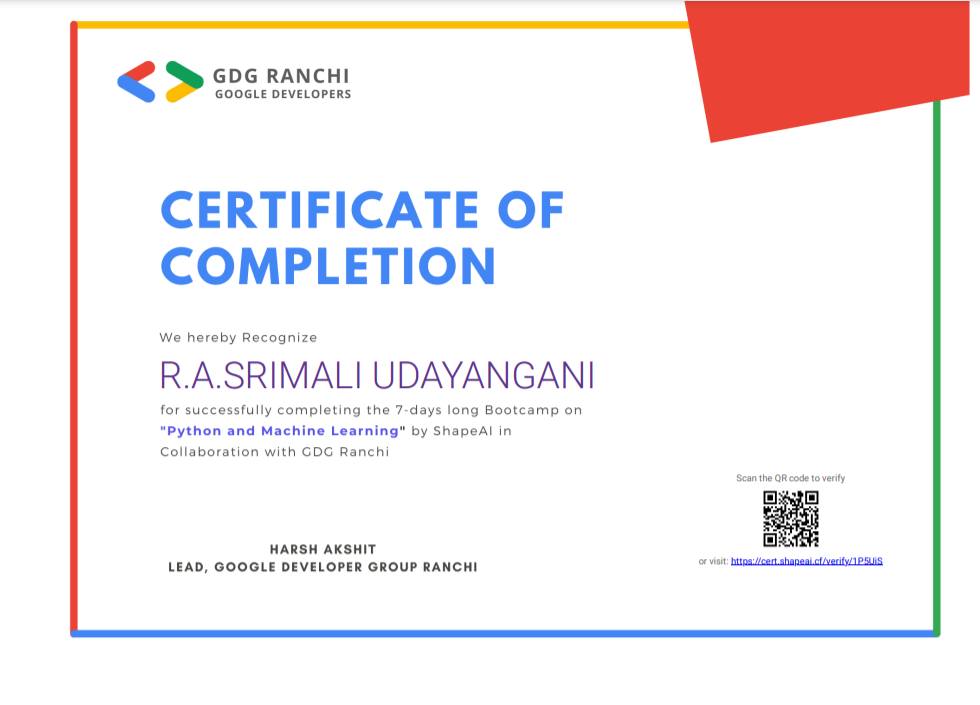 GDG RANCHI
GOOGLE DEVELOPERS
CERTIFICATE OF
COMPLETION
We hereby Recognize
R.A.SRIMALI UDAYANGANI
for successfully completing the 7-days long Bootcamp on
"Python and Machine Learning" by ShapeAI in
Collaboration with GDG Ranchi
Scan the QR code to verify
or visit: https://cert.shapeai.cf/verify/1P5UiS
HARSH AKSHIT
LEAD, GOOGLE DEVELOPER GROUP RANCHI